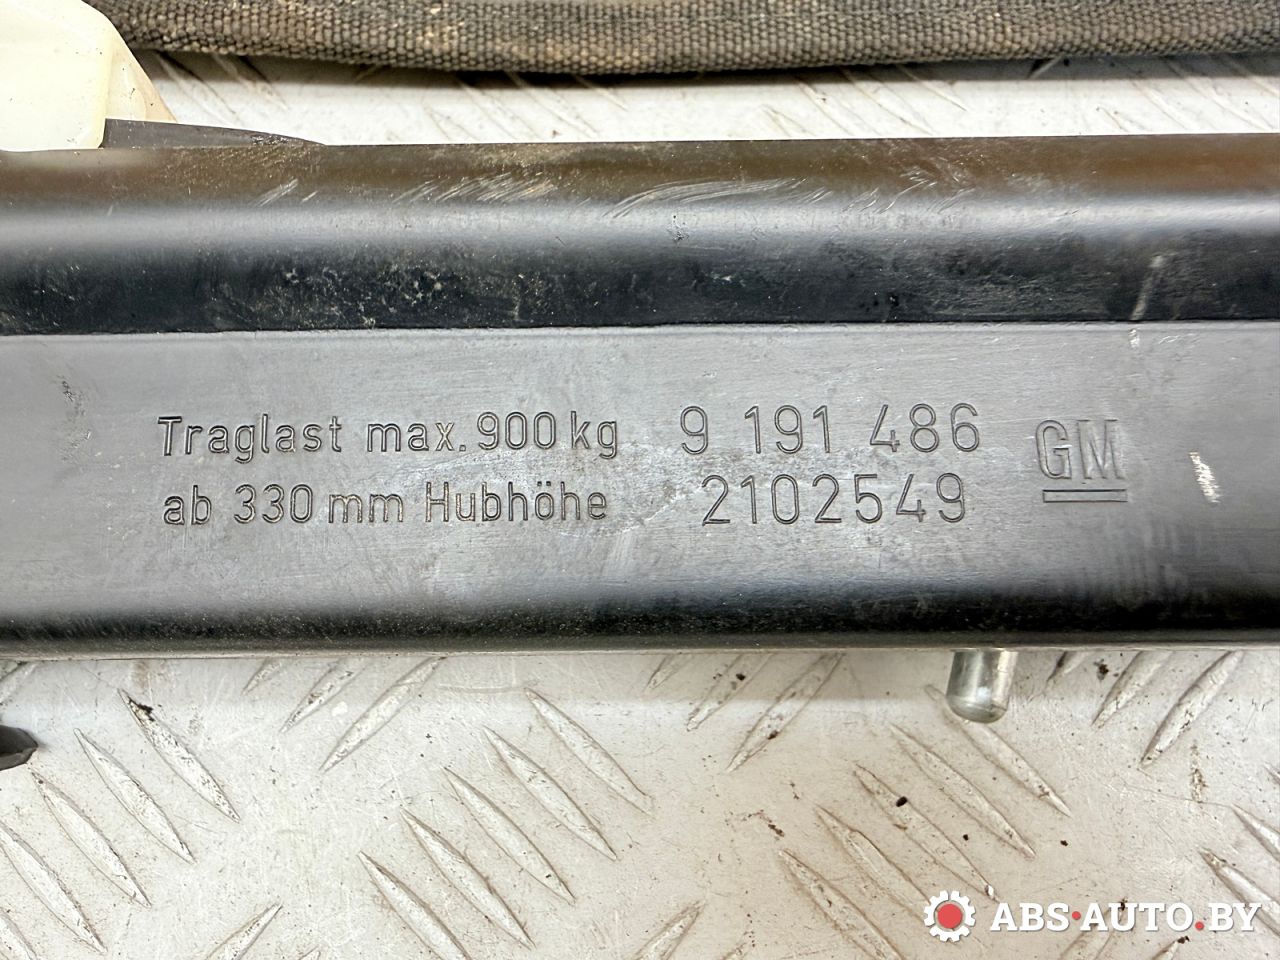 Traglast max. 900 kg 9 191 486
ab 330 mm Hubhöhe 2102549
GM
ABS·AUTO.BY